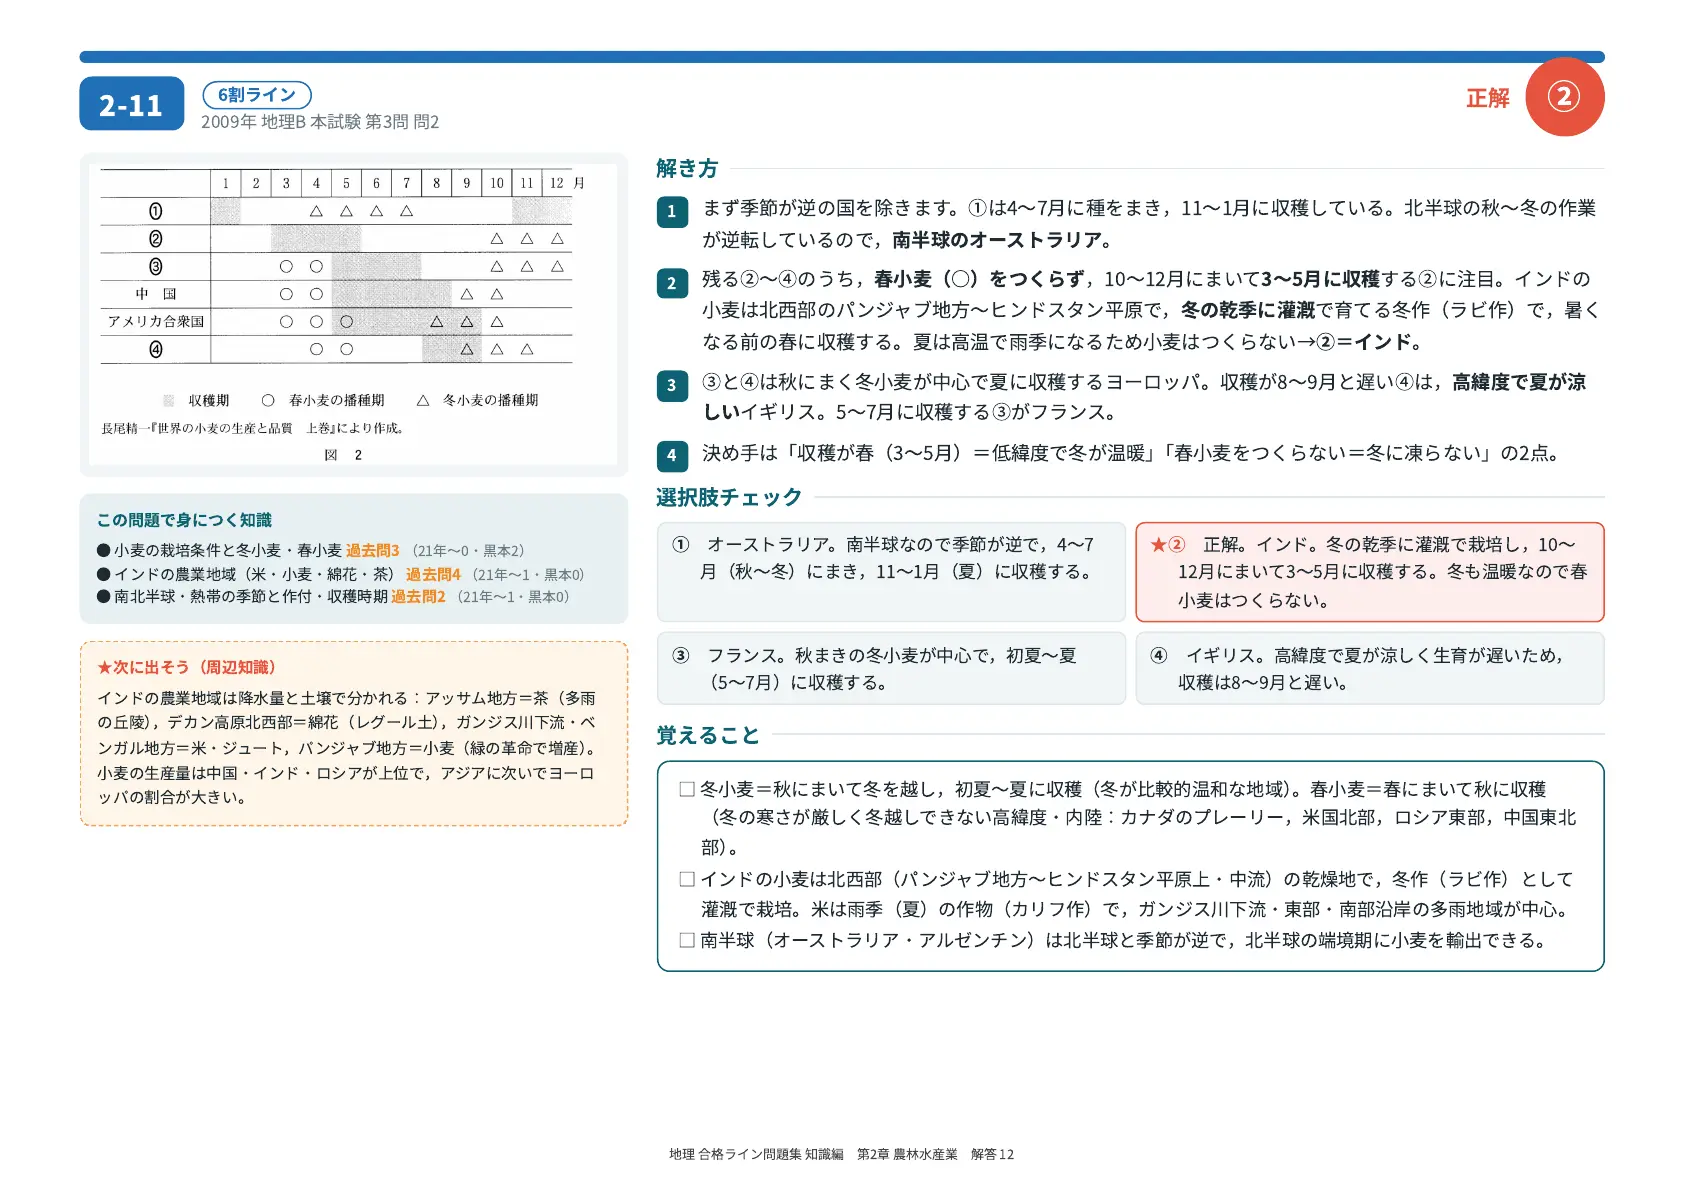 2-11
6割ライン
2009年 地理B 本試験 第3問 問2
正解 ②
1 2 3 4 5 6 7 8 9 10 11 12 月
① △ △ △ △
② △ △ △
③ ○ ○ △ △ △
中 国 ○ ○ △ △
アメリカ合衆国 ○ ○ ○ △ △ △
④ ○ ○ △ △ △
収穫期 ○ 春小麦の播種期 △ 冬小麦の播種期
長尾精一『世界の小麦の生産と品質 上巻』により作成。
図 2
この問題で身につく知識
● 小麦の栽培条件と冬小麦・春小麦 過去問3 (21年〜0・黒本2)
● インドの農業地域（米・小麦・綿花・茶） 過去問4 (21年〜1・黒本0)
● 南北半球・熱帯の季節と作付・収穫時期 過去問2 (21年〜1・黒本0)
★次に出そう（周辺知識）
インドの農業地域は降水量と土壌で分かれる：アッサム地方＝茶（多雨
の丘陵），デカン高原北西部＝綿花（レグール土），ガンジス川下流・ベ
ンガル地方＝米・ジュート，パンジャブ地方＝小麦（緑の革命で増産）。
小麦の生産量は中国・インド・ロシアが上位で，アジアに次いでヨーロ
ッパの割合が大きい。
解き方
1 まず季節が逆の国を除きます。①は4〜7月に種をまき，11〜1月に収穫している。北半球の秋〜冬の作業
が逆転しているので，南半球のオーストラリア。
2 残る②〜④のうち，春小麦（○）をつくらず，10〜12月にまいて3〜5月に収穫する②に注目。インドの
小麦は北西部のパンジャブ地方〜ヒンドスタン平原で，冬の乾季に灌漑で育てる冬作（ラビ作）で，暑く
なる前の春に収穫する。夏は高温で雨季になるため小麦はつくらない→②＝インド。
3 ③と④は秋にまく冬小麦が中心で夏に収穫するヨーロッパ。収穫が8〜9月と遅い④は，高緯度で夏が涼
しいイギリス。5〜7月に収穫する③がフランス。
4 決め手は「収穫が春（3〜5月）＝低緯度で冬が温暖」「春小麦をつくらない＝冬に凍らない」の2点。
選択肢チェック
① オーストラリア。南半球なので季節が逆で，4〜7
月（秋〜冬）にまき，11〜1月（夏）に収穫する。
★② 正解。インド。冬の乾季に灌漑で栽培し，10〜
12月にまいて3〜5月に収穫する。冬も温暖なので春
小麦はつくらない。
③ フランス。秋まきの冬小麦が中心で，初夏〜夏
（5〜7月）に収穫する。
④ イギリス。高緯度で夏が涼しく生育が遅いため，
収穫は8〜9月と遅い。
覚えること
□ 冬小麦＝秋にまいて冬を越し，初夏〜夏に収穫（冬が比較的温和な地域）。春小麦＝春にまいて秋に収穫
（冬の寒さが厳しく冬越しできない高緯度・内陸：カナダのプレーリー，米国北部，ロシア東部，中国東北
部）。
□ インドの小麦は北西部（パンジャブ地方〜ヒンドスタン平原上・中流）の乾燥地で，冬作（ラビ作）として
灌漑で栽培。米は雨季（夏）の作物（カリフ作）で，ガンジス川下流・東部・南部沿岸の多雨地域が中心。
□ 南半球（オーストラリア・アルゼンチン）は北半球と季節が逆で，北半球の端境期に小麦を輸出できる。
地理 合格ライン問題集 知識編 第2章 農林水産業 解答12